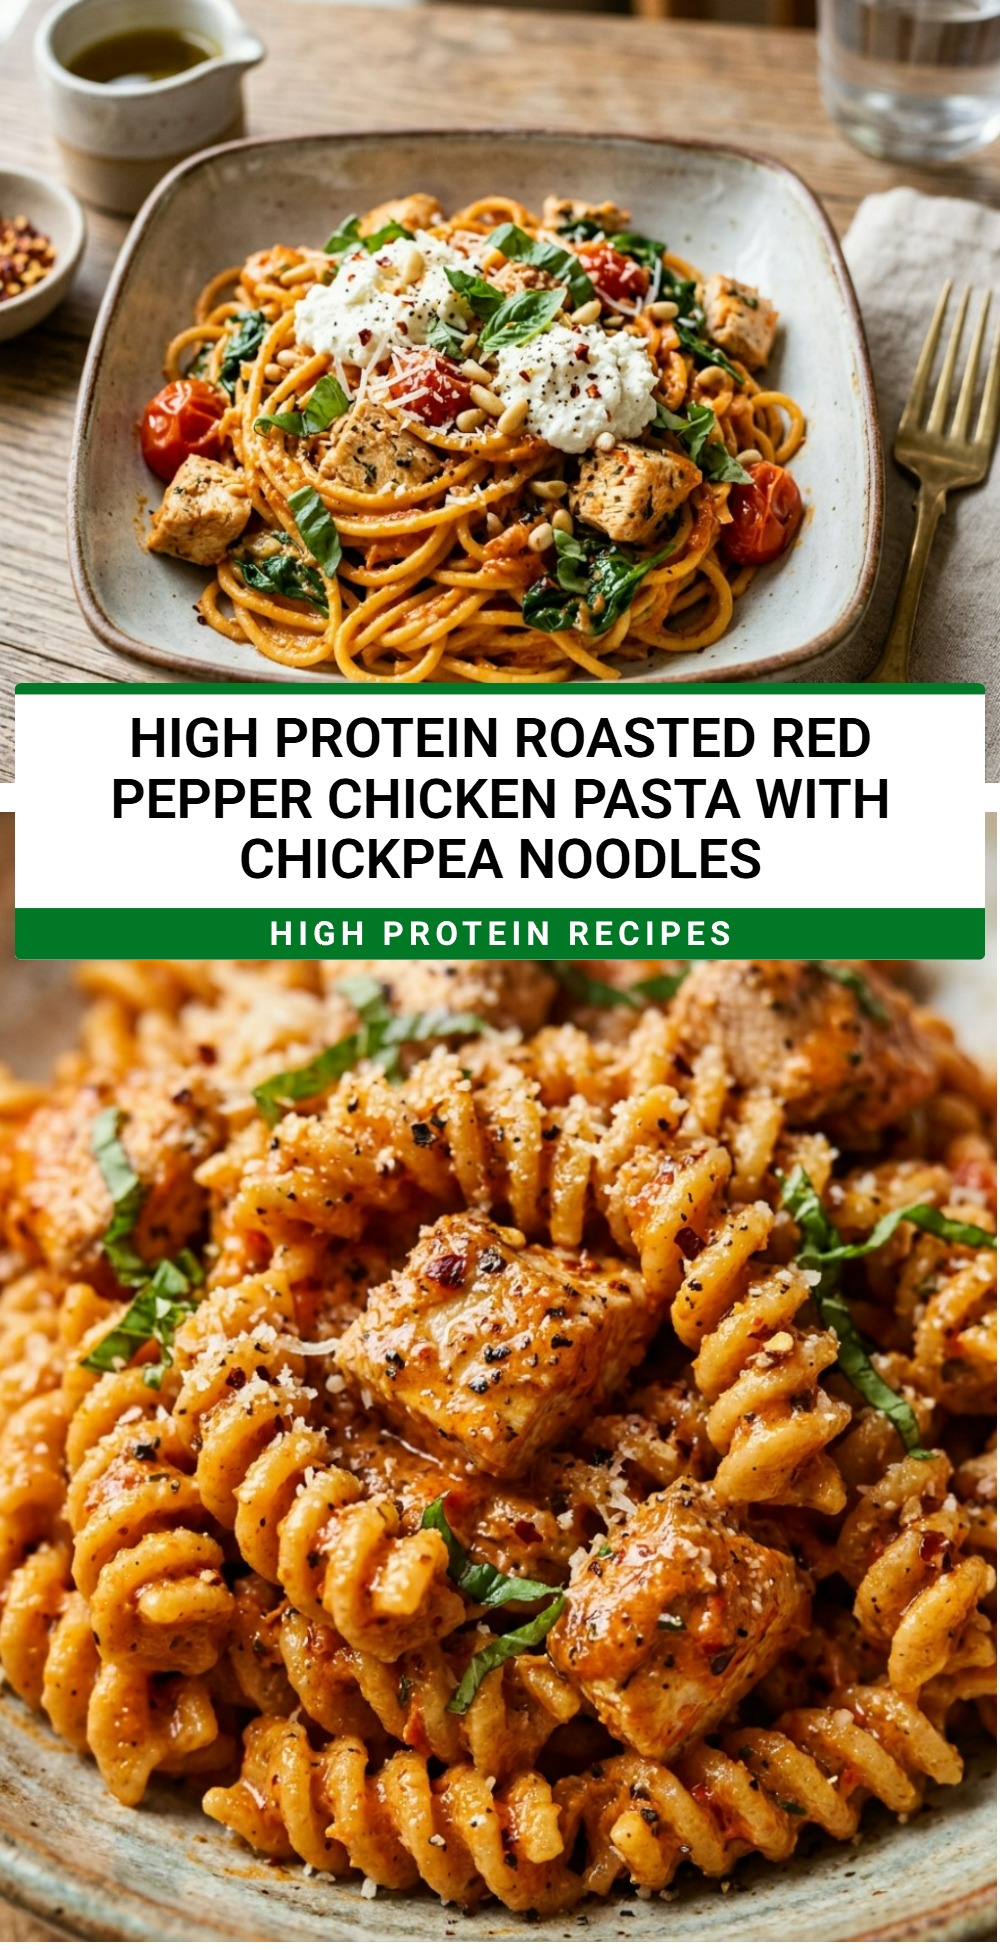 HIGH PROTEIN ROASTED RED
PEPPER CHICKEN PASTA WITH
CHICKPEA NOODLES
HIGH PROTEIN RECIPES